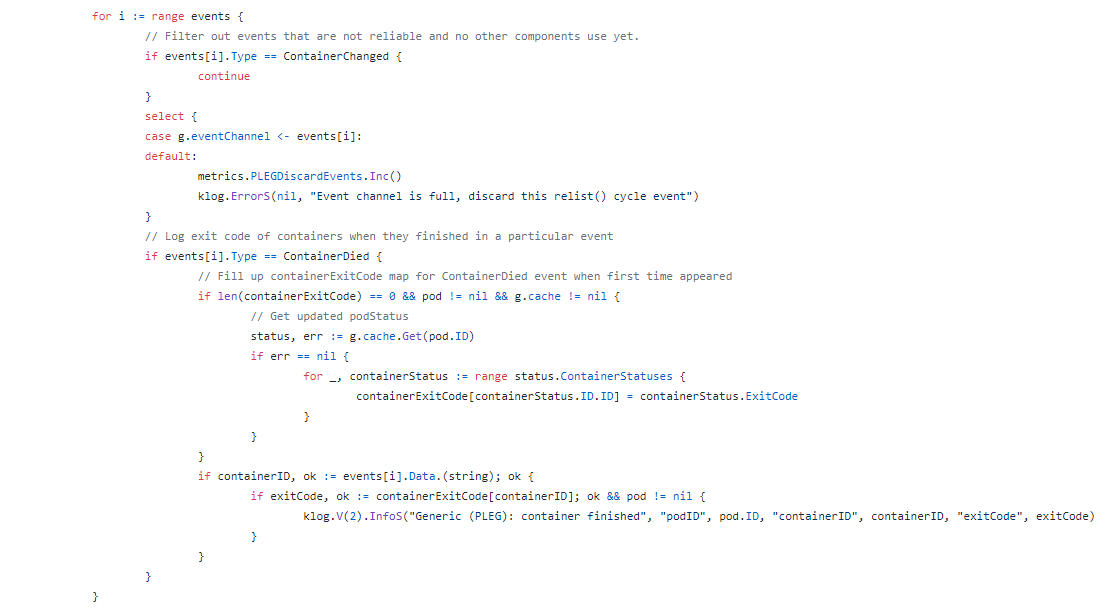 for i := range events {
// Filter out events that are not reliable and no other components use yet.
if events[i].Type == ContainerChanged {
continue
}
select {
case g.eventChannel <- events[i]:
default:
metrics.PLEGDiscardEvents.Inc()
klog.ErrorS(nil, "Event channel is full, discard this relist() cycle event")
}
// Log exit code of containers when they finished in a particular event
if events[i].Type == ContainerDied {
// Fill up containerExitCode map for ContainerDied event when first time appeared
if len(containerExitCode) == 0 && pod != nil && g.cache != nil {
// Get updated podStatus
status, err := g.cache.Get(pod.ID)
if err == nil {
for _, containerStatus := range status.ContainerStatuses {
containerExitCode[containerStatus.ID.ID] = containerStatus.ExitCode
}
}
}
if containerID, ok := events[i].Data.(string); ok {
if exitCode, ok := containerExitCode[containerID]; ok && pod != nil {
klog.V(2).InfoS("Generic (PLEG): container finished", "podID", pod.ID, "containerID", containerID, "exitCode", exitCode)
}
}
}
}